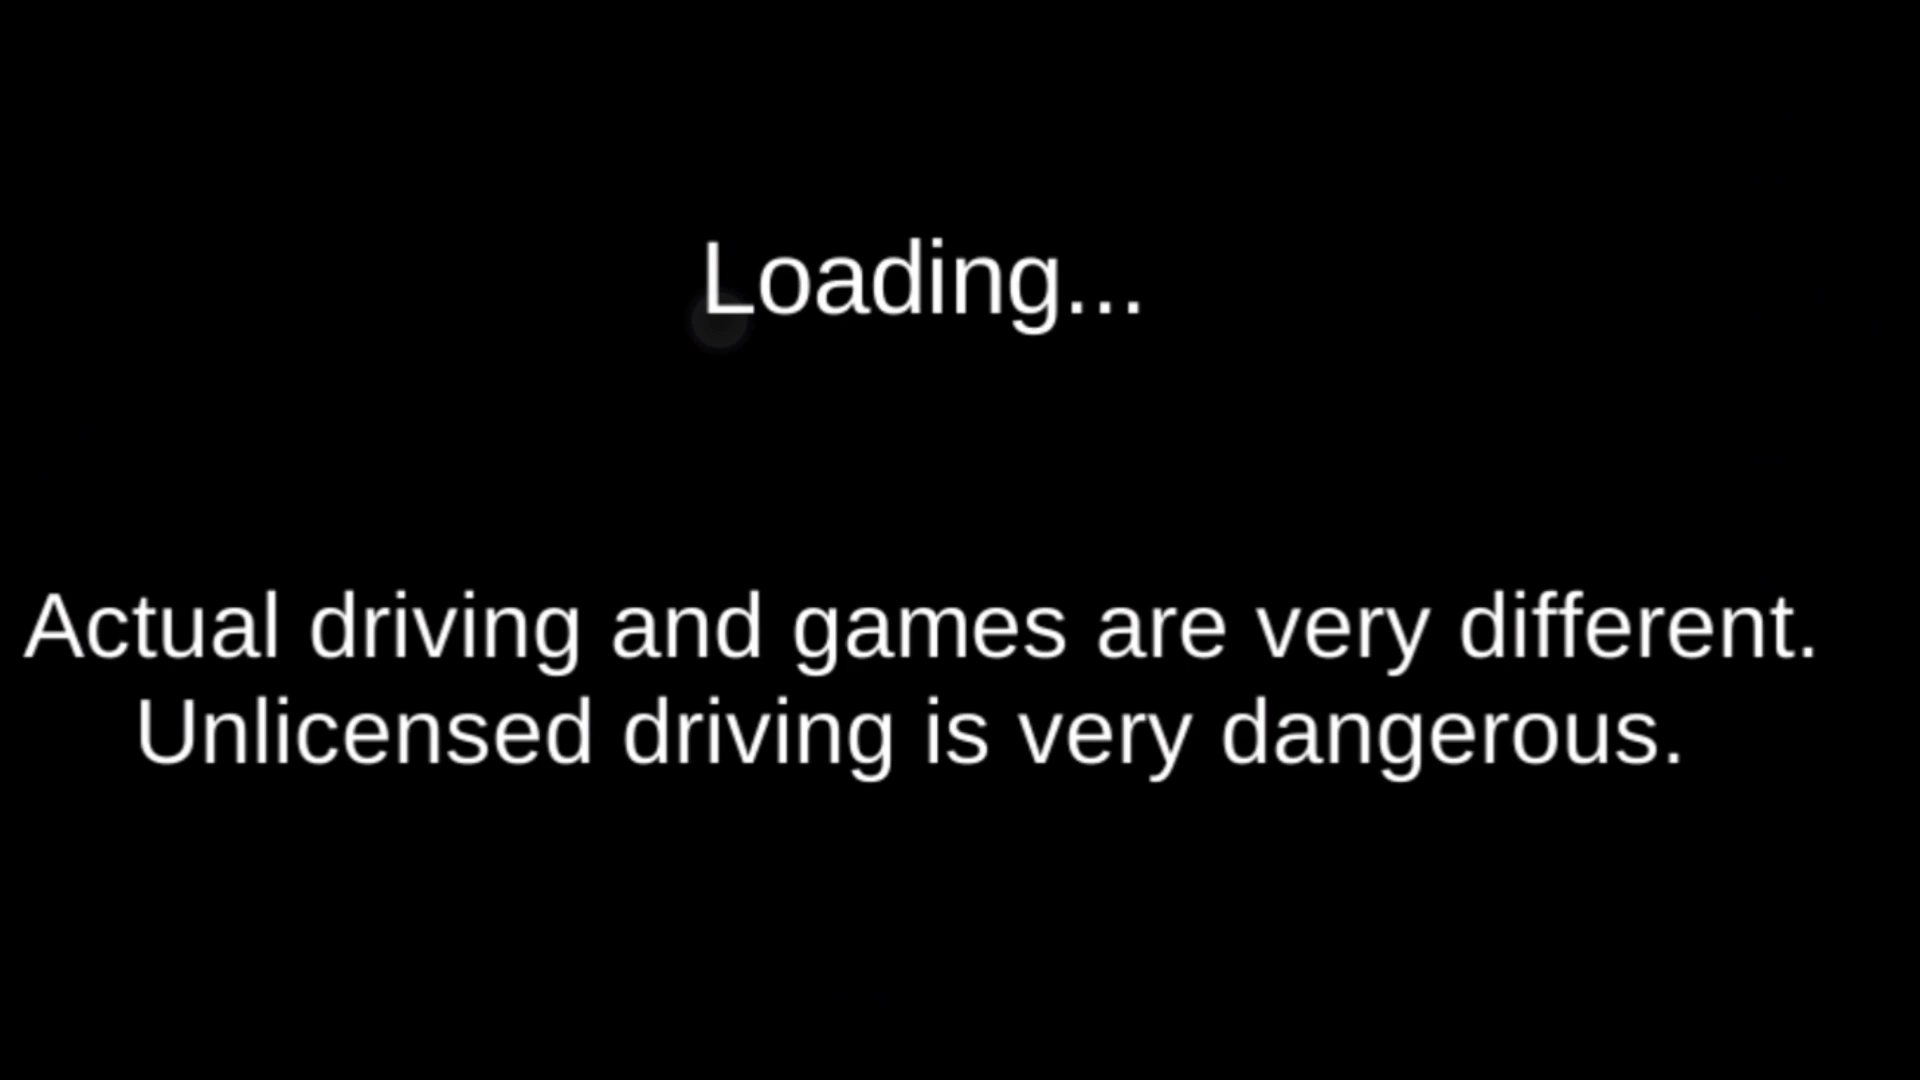 Loading...
Actual driving and games are very different.
Unlicensed driving is very dangerous.